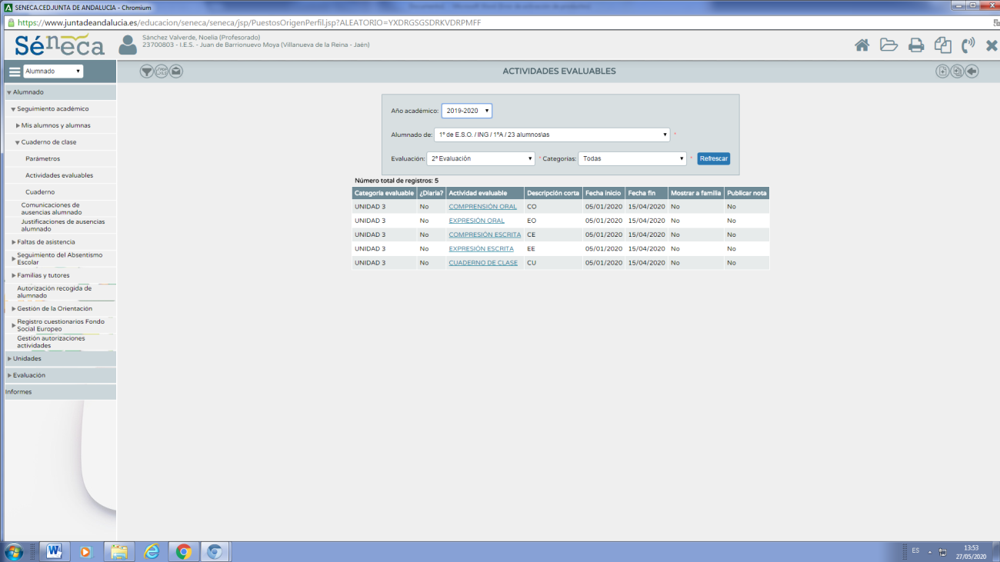 SENECA.CED.JUNTA DE ANDALUCIA - Chromium
https://www.juntadeandalucia.es/educacion/seneca/seneca/jsp/PuestosOrigenPerfil.jsp?ALEATORIO=YXDRGSGSDRKVDRPMFF
Séneca
Sánchez Valverde, Noelia (Profesorado)
23700803 - I.E.S. - Juan de Barrionuevo Moya (Villanueva de la Reina - Jaén)
Alumnado
ACTIVIDADES EVALUABLES
Alumnado
Seguimiento académico
Mis alumnos y alumnas
Cuaderno de clase
Parámetros
Actividades evaluables
Cuaderno
Comunicaciones de
ausencias alumnado
Justificaciones de ausencias
alumnado
Faltas de asistencia
Seguimiento del Absentismo
Escolar
Familias y tutores
Autorización recogida de
alumnado
Gestión de la Orientación
Registro cuestionarios Fondo
Social Europeo
Gestión autorizaciones
actividades
Unidades
Evaluación
Informes
Año académico: 2019-2020
Alumnado de: 1º de E.S.O. / ING / 1ºA / 23 alumnos\as *
Evaluación: 2ª Evaluación * Categorías: Todas * Refrescar
Número total de registros: 5
Categoría evaluable ¿Diaria? Actividad evaluable Descripción corta Fecha inicio Fecha fin Mostrar a familia Publicar nota
UNIDAD 3 No COMPRENSIÓN ORAL CO 05/01/2020 15/04/2020 No No
UNIDAD 3 No EXPRESIÓN ORAL EO 05/01/2020 15/04/2020 No No
UNIDAD 3 No COMPRESIÓN ESCRITA CE 05/01/2020 15/04/2020 No No
UNIDAD 3 No EXPRESIÓN ESCRITA EE 05/01/2020 15/04/2020 No No
UNIDAD 3 No CUADERNO DE CLASE CU 05/01/2020 15/04/2020 No No
ES
13:53
27/05/2020